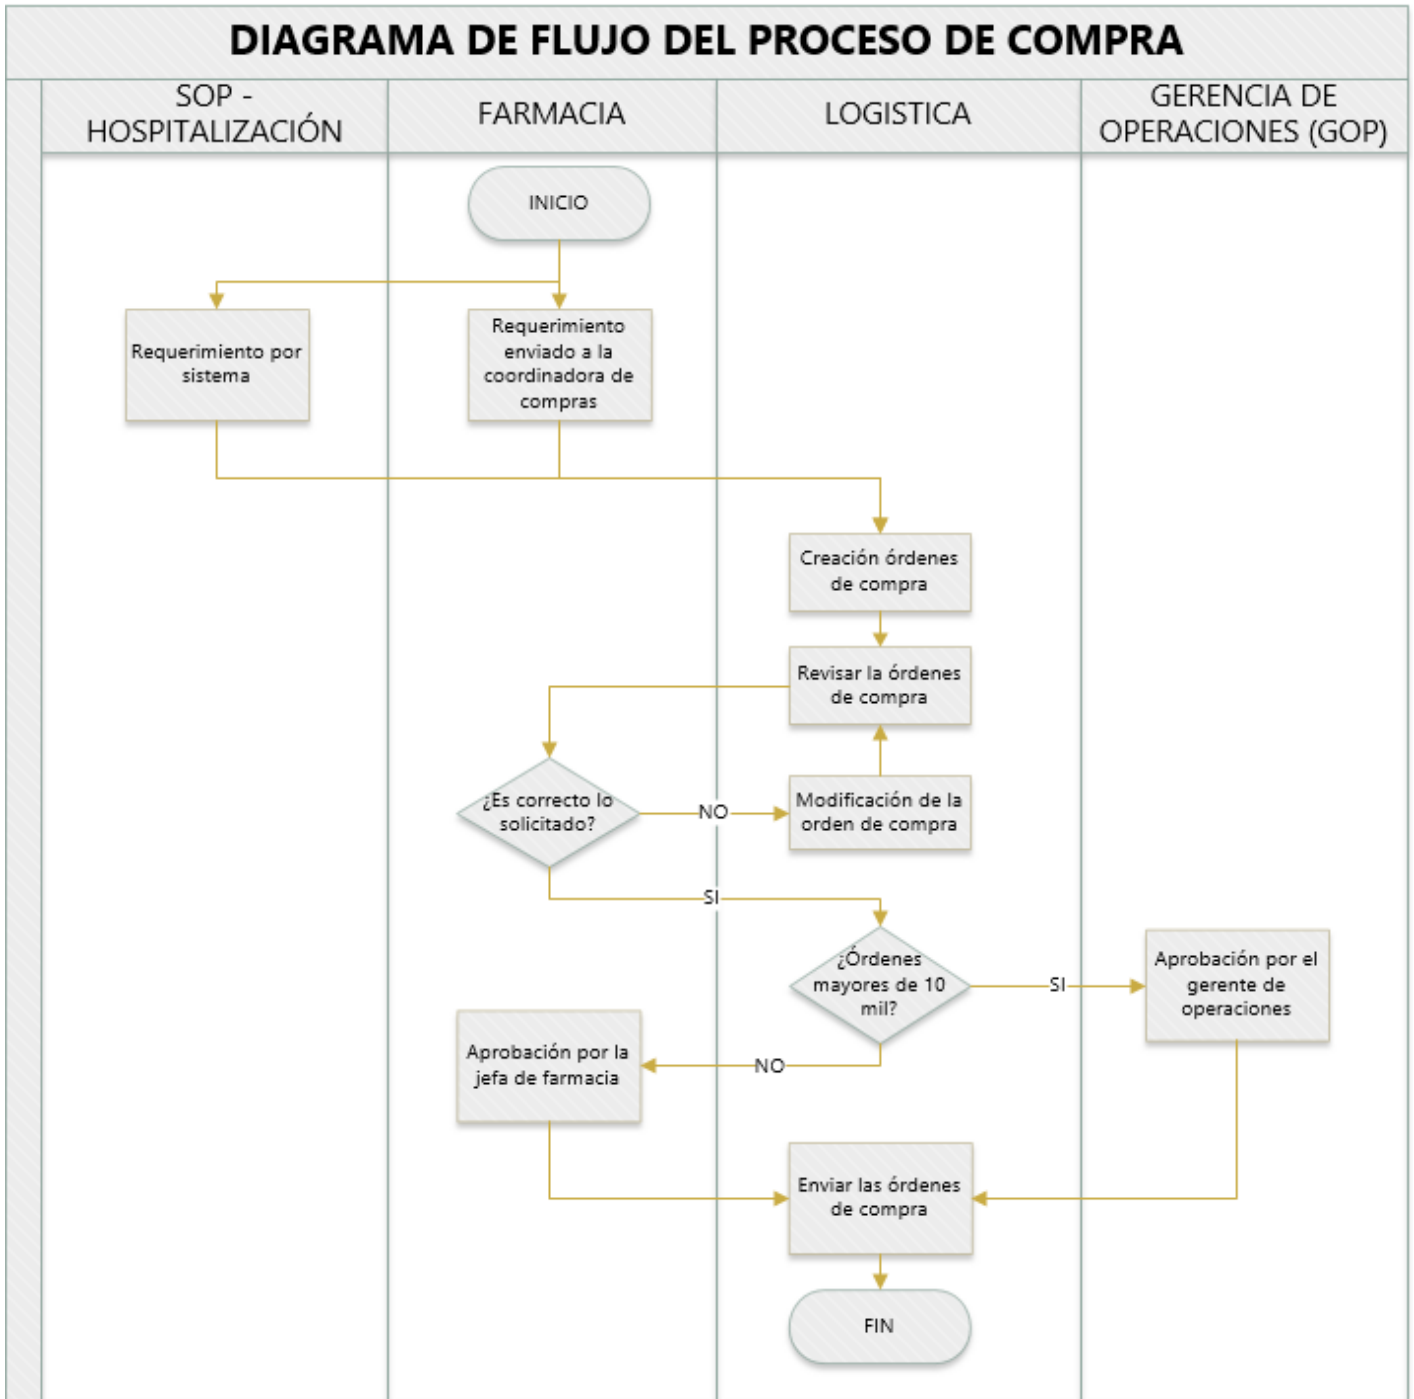 DIAGRAMA DE FLUJO DEL PROCESO DE COMPRA
SOP -
HOSPITALIZACIÓN
FARMACIA
LOGISTICA
GERENCIA DE
OPERACIONES (GOP)
INICIO
Requerimiento por
sistema
Requerimiento
enviado a la
coordinadora de
compras
Creación órdenes
de compra
Revisar la órdenes
de compra
¿Es correcto lo
solicitado?
NO
Modificación de la
orden de compra
SI
¿Órdenes
mayores de 10
mil?
SI
Aprobación por el
gerente de
operaciones
NO
Aprobación por la
jefa de farmacia
Enviar las órdenes
de compra
FIN